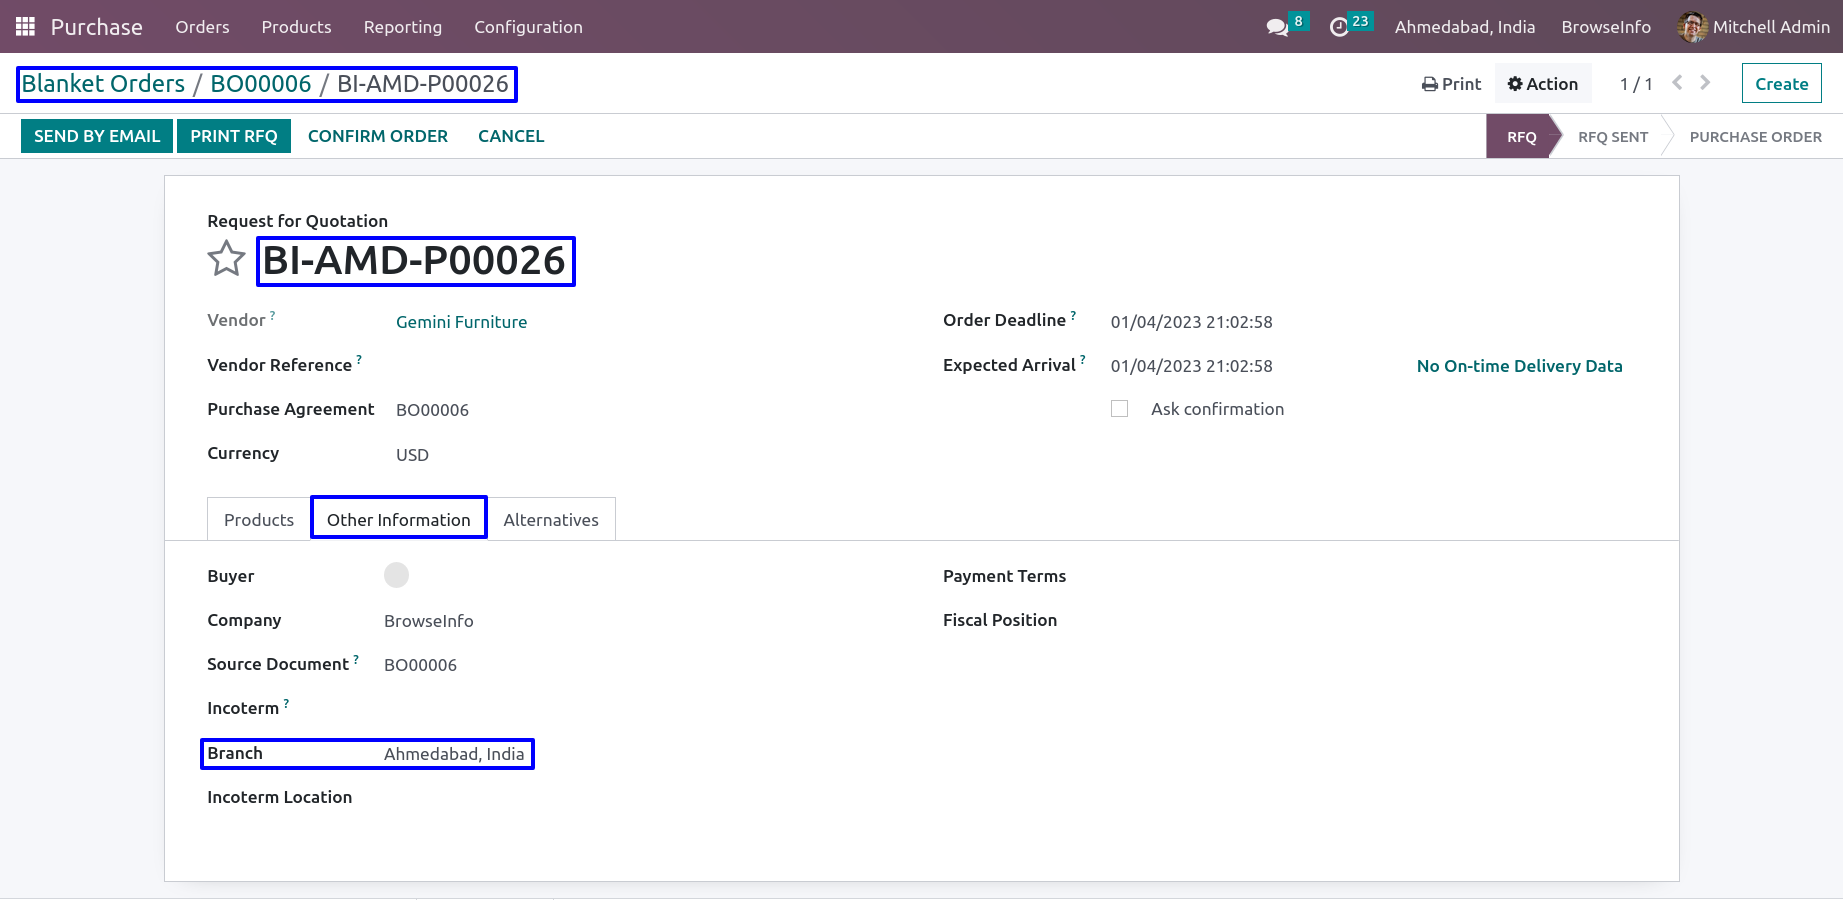 Purchase Orders Products Reporting Configuration 8 23 Ahmedabad, India BrowseInfo Mitchell Admin
Blanket Orders / BO00006 / BI-AMD-P00026 Print Action 1 / 1 Create
SEND BY EMAIL PRINT RFQ CONFIRM ORDER CANCEL RFQ RFQ SENT PURCHASE ORDER
Request for Quotation
BI-AMD-P00026
Vendor ? Gemini Furniture Order Deadline ? 01/04/2023 21:02:58
Vendor Reference ? Expected Arrival ? 01/04/2023 21:02:58 No On-time Delivery Data
Purchase Agreement BO00006 Ask confirmation
Currency USD
Products Other Information Alternatives
Buyer Payment Terms
Company BrowseInfo Fiscal Position
Source Document ? BO00006
Incoterm ?
Branch Ahmedabad, India
Incoterm Location